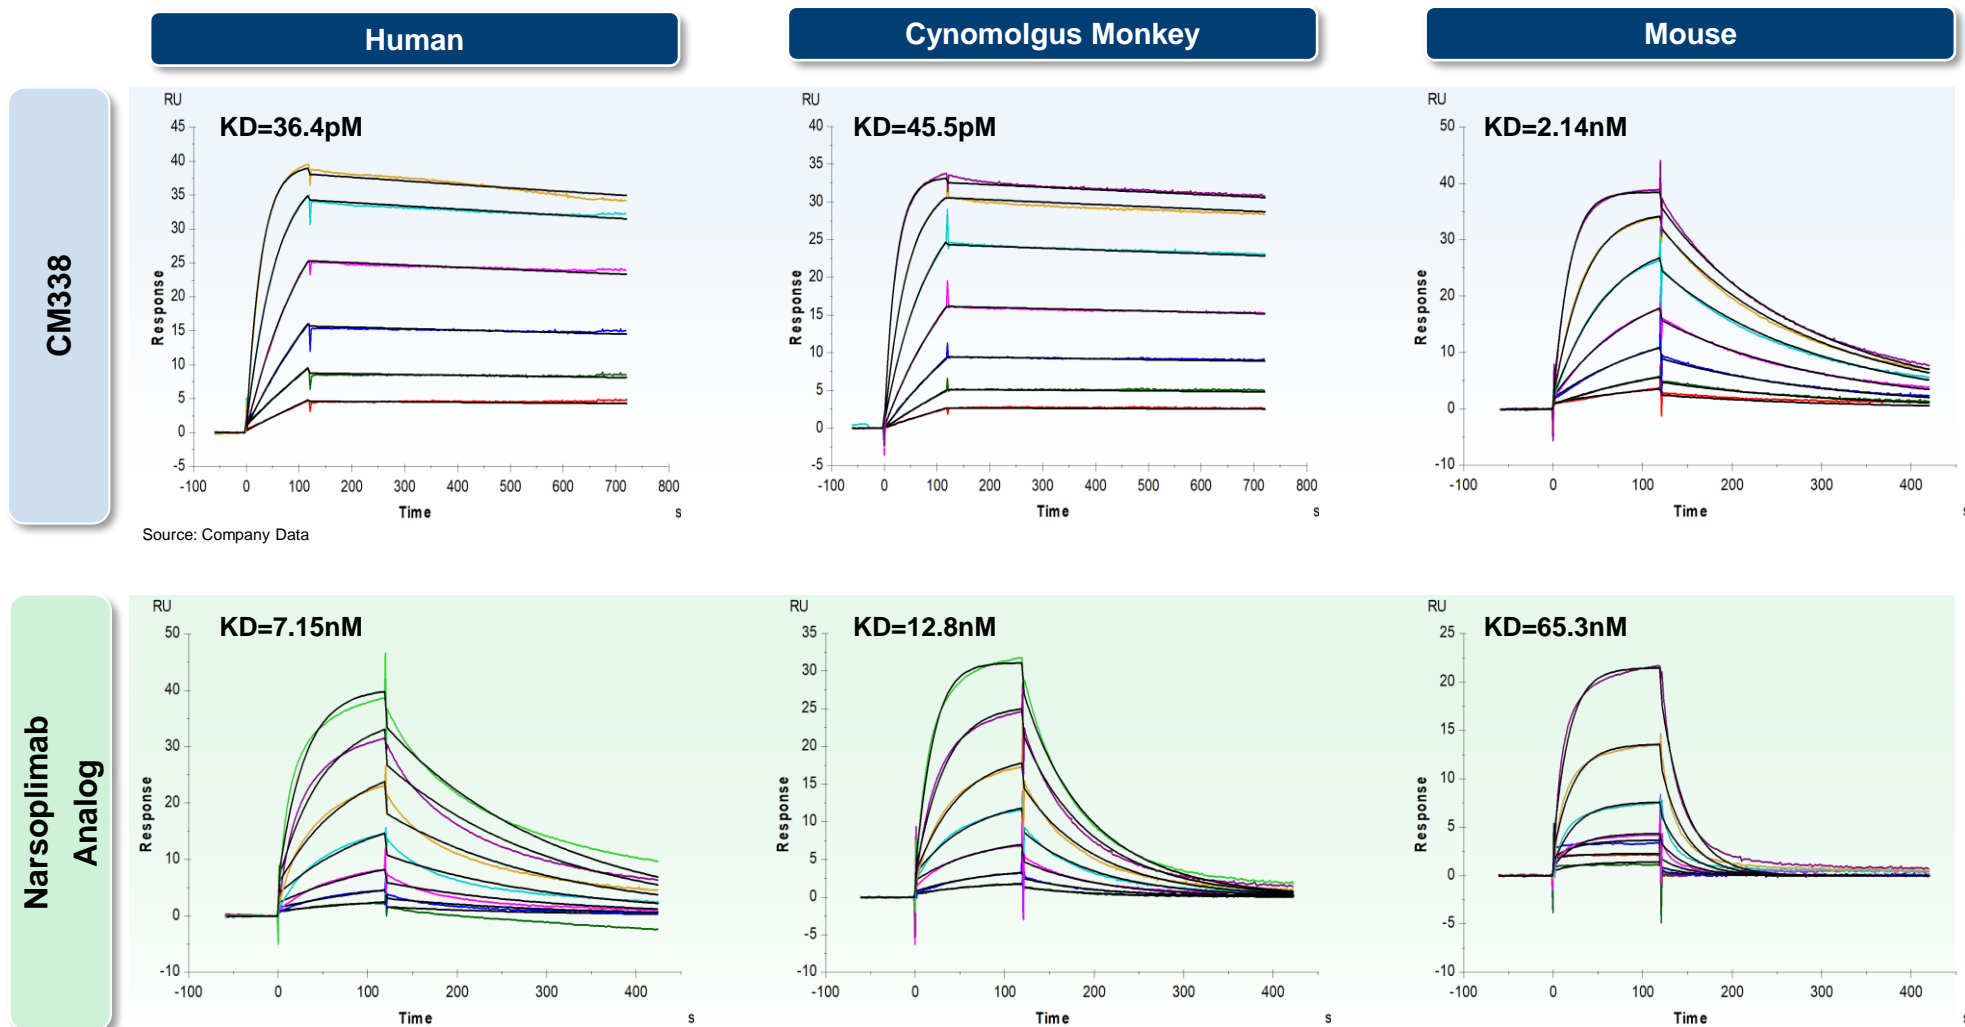 Human
Cynomolgus Monkey
Mouse
CM338
RU
KD=36.4pM
45
40
35
30
25
20
15
10
5
0
-5
Response
-100 0 100 200 300 400 500 600 700 800
Time
s
RU
KD=45.5pM
40
35
30
25
20
15
10
5
0
-5
Response
-100 0 100 200 300 400 500 600 700 800
Time
s
RU
KD=2.14nM
50
40
30
20
10
0
-10
Response
-100 0 100 200 300 400
Time
s
Source: Company Data
Narsoplimab
Analog
RU
KD=7.15nM
50
40
30
20
10
0
-10
Response
-100 0 100 200 300 400
Time
s
RU
KD=12.8nM
35
30
25
20
15
10
5
0
-5
-10
Response
-100 0 100 200 300 400
Time
s
RU
KD=65.3nM
25
20
15
10
5
0
-5
-10
Response
-100 0 100 200 300 400
Time
s